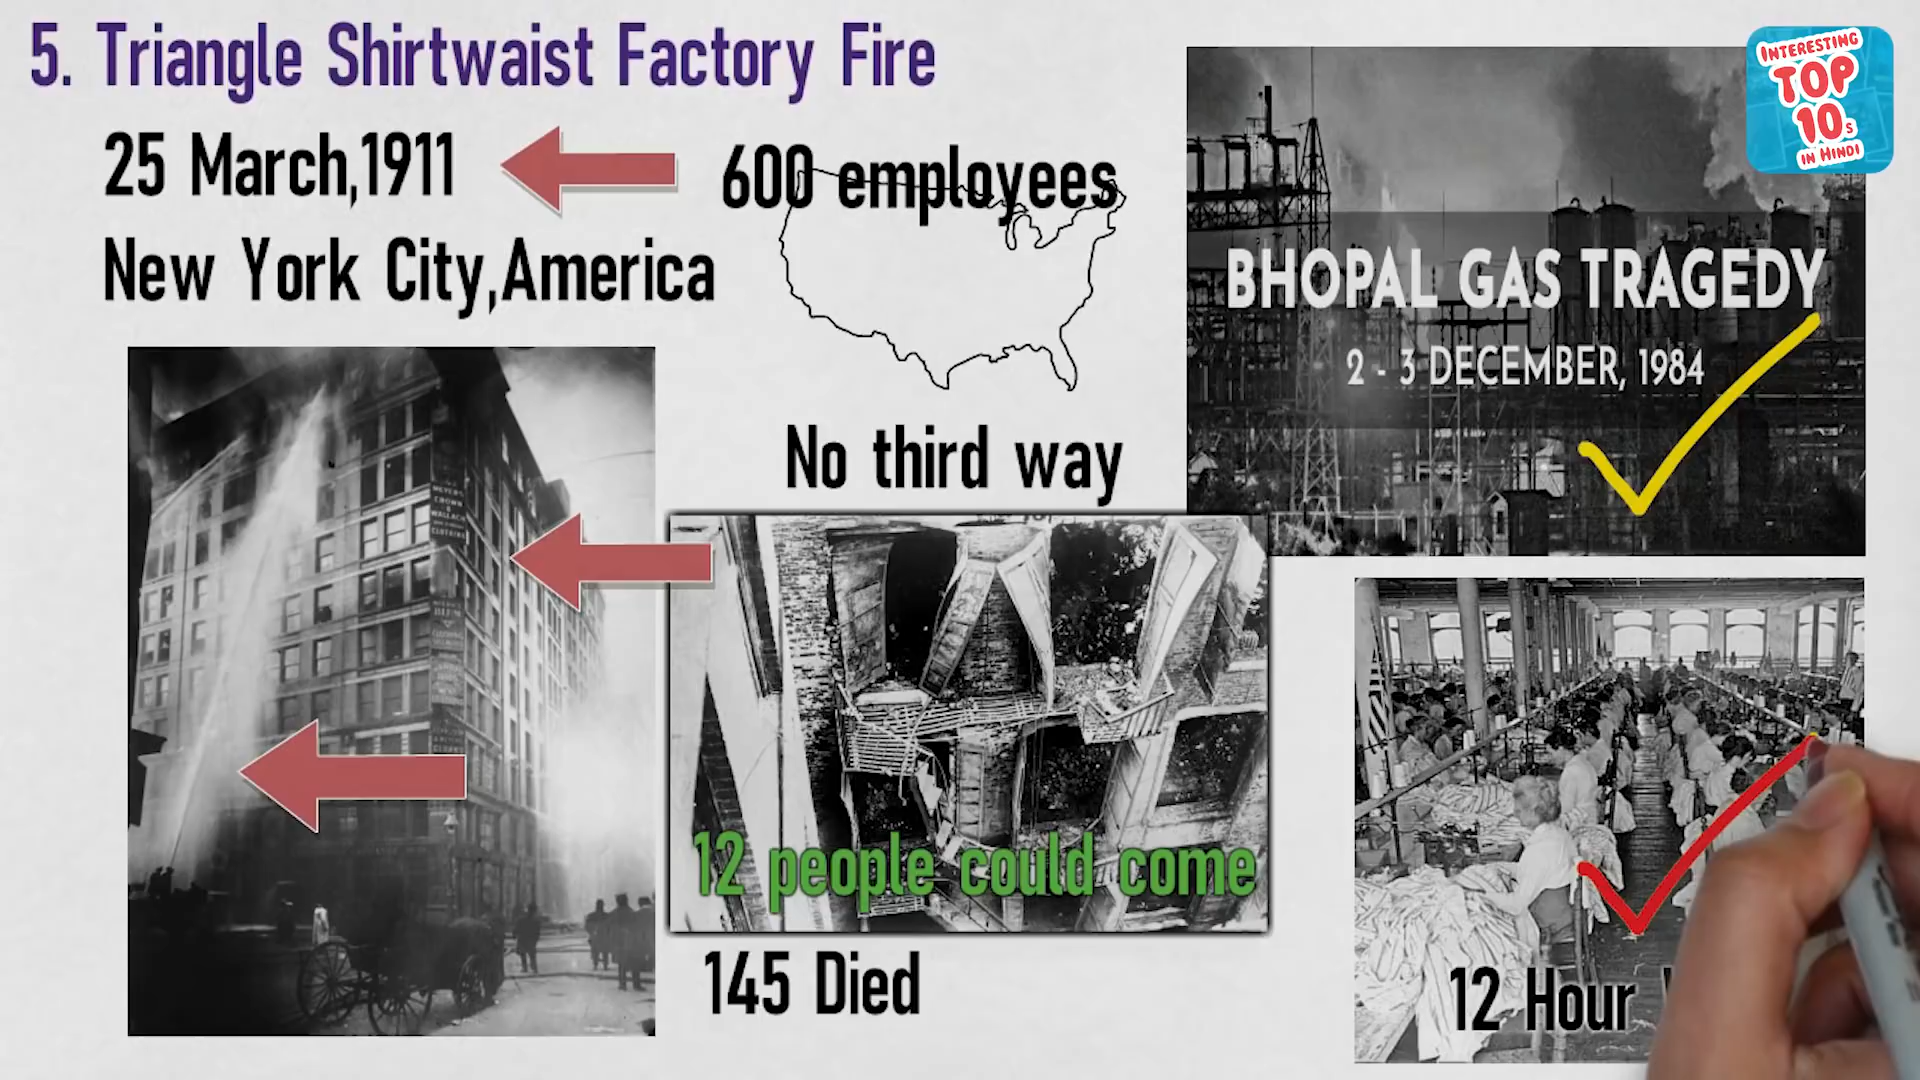 5. Triangle Shirtwaist Factory Fire
25 March,1911
600 employees
New York City,America
No third way
12 people could come
145 Died
BHOPAL GAS TRAGEDY
2 - 3 DECEMBER, 1984
12 Hour
INTERESTING
TOP
10s
IN HINDI